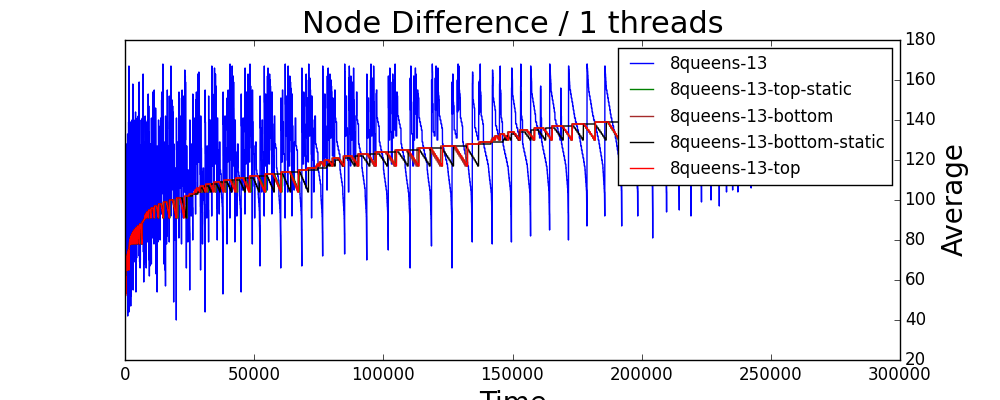 Node Difference / 1 threads
8queens-13
8queens-13-top-static
8queens-13-bottom
8queens-13-bottom-static
8queens-13-top
180
160
140
120
100
80
60
40
20
Average
0 50000 100000 150000 200000 250000 300000
Time